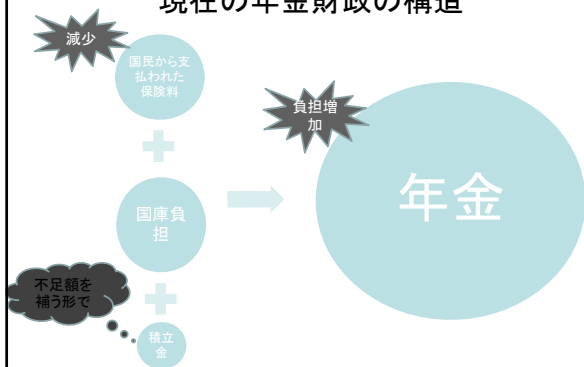 現在の年金財政の構造
減少
国民から支
払われた
保険料
負担増
加
年金
国庫負
担
不足額を
補う形で
積立
金